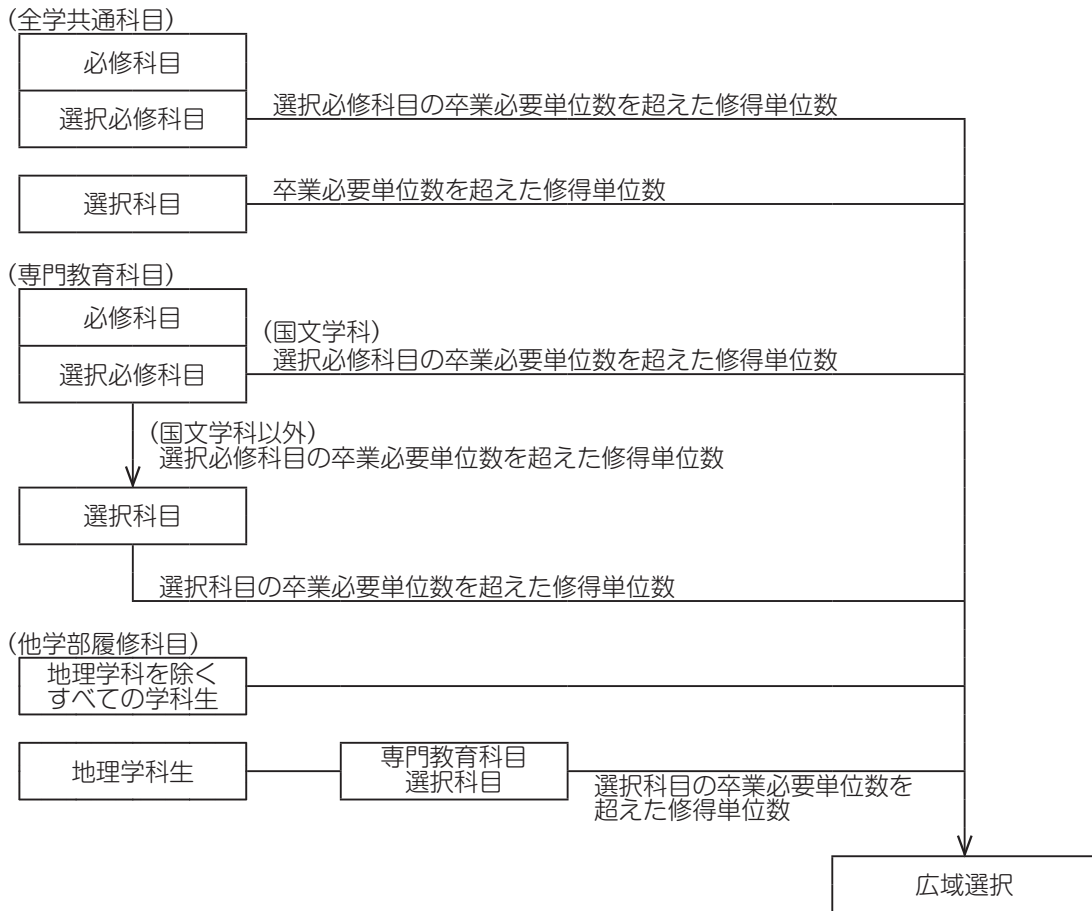 (全学共通科目)
必修科目
選択必修科目
選択必修科目の卒業必要単位数を超えた修得単位数
選択科目
卒業必要単位数を超えた修得単位数
(専門教育科目)
必修科目
選択必修科目
(国文学科)
選択必修科目の卒業必要単位数を超えた修得単位数
(国文学科以外)
選択必修科目の卒業必要単位数を超えた修得単位数
選択科目
選択科目の卒業必要単位数を超えた修得単位数
(他学部履修科目)
地理学科を除く
すべての学科生
地理学科生
専門教育科目
選択科目
選択科目の卒業必要単位数を
超えた修得単位数
広域選択